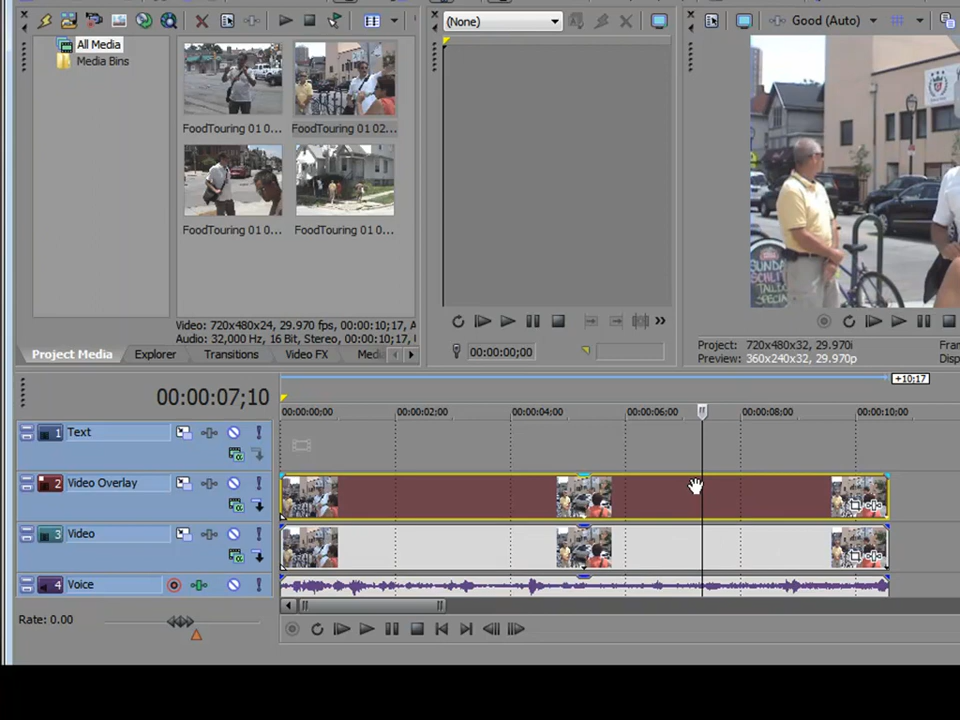 (None)
Good (Auto)
All Media
Media Bins
FoodTouring 01 0...
FoodTouring 01 02...
FoodTouring 01 0...
FoodTouring 01 0...
Video: 720x480x24, 29.970 fps, 00:00:10;17, A
Audio: 32,000 Hz, 16 Bit, Stereo, 00:00:10;17,
Project Media
Explorer
Transitions
Video FX
Med
00:00:00;00
Project: 720x480x32, 29.970i
Preview: 360x240x32, 29.970p
Fran
Disp
+10;17
00:00:07;10
00:00:00;00
00:00:02;00
00:00:04;00
00:00:06;00
00:00:08;00
00:00:10;00
1 Text
2 Video Overlay
3 Video
4 Voice
Rate: 0.00